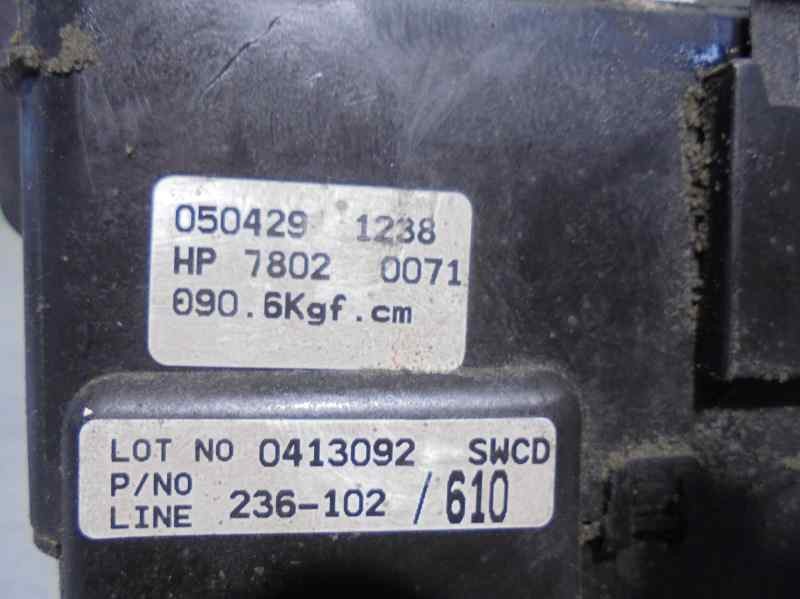 050429 1238
HP 7802 0071
090.6Kgf.cm
LOT NO 0413092 SWCD
P/NO
LINE 236-102 / 610